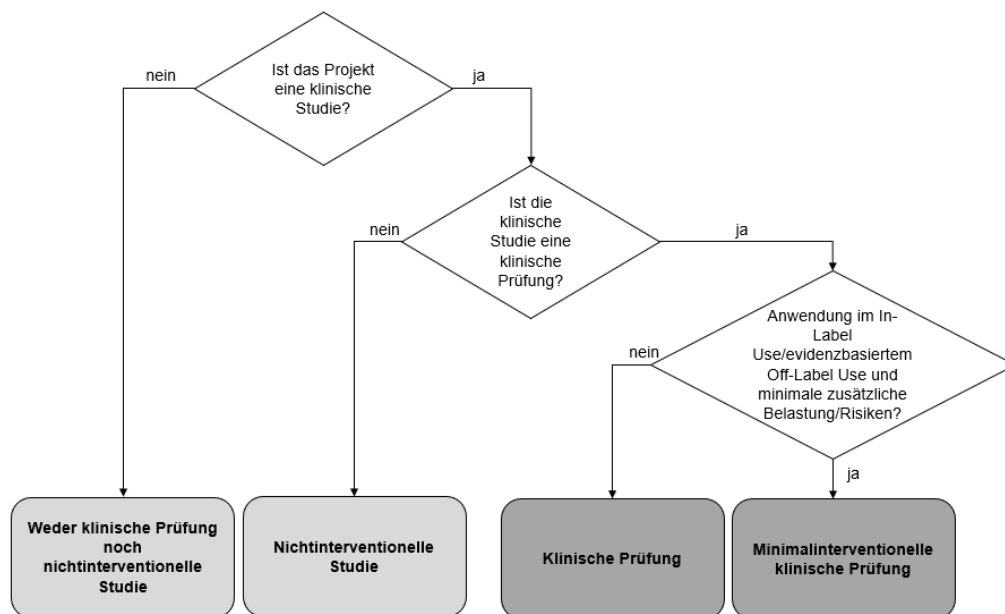 Ist das Projekt
eine klinische
Studie?
nein
ja
Ist die
klinische
Studie eine
klinische
Prüfung?
nein
ja
Anwendung im In-
Label
Use/evidenzbasiertem
Off-Label Use und
minimale zusätzliche
Belastung/Risiken?
nein
ja
Weder klinische Prüfung
noch
nichtinterventionelle
Studie
Nichtinterventionelle
Studie
Klinische Prüfung
Minimalinterventionelle
klinische Prüfung